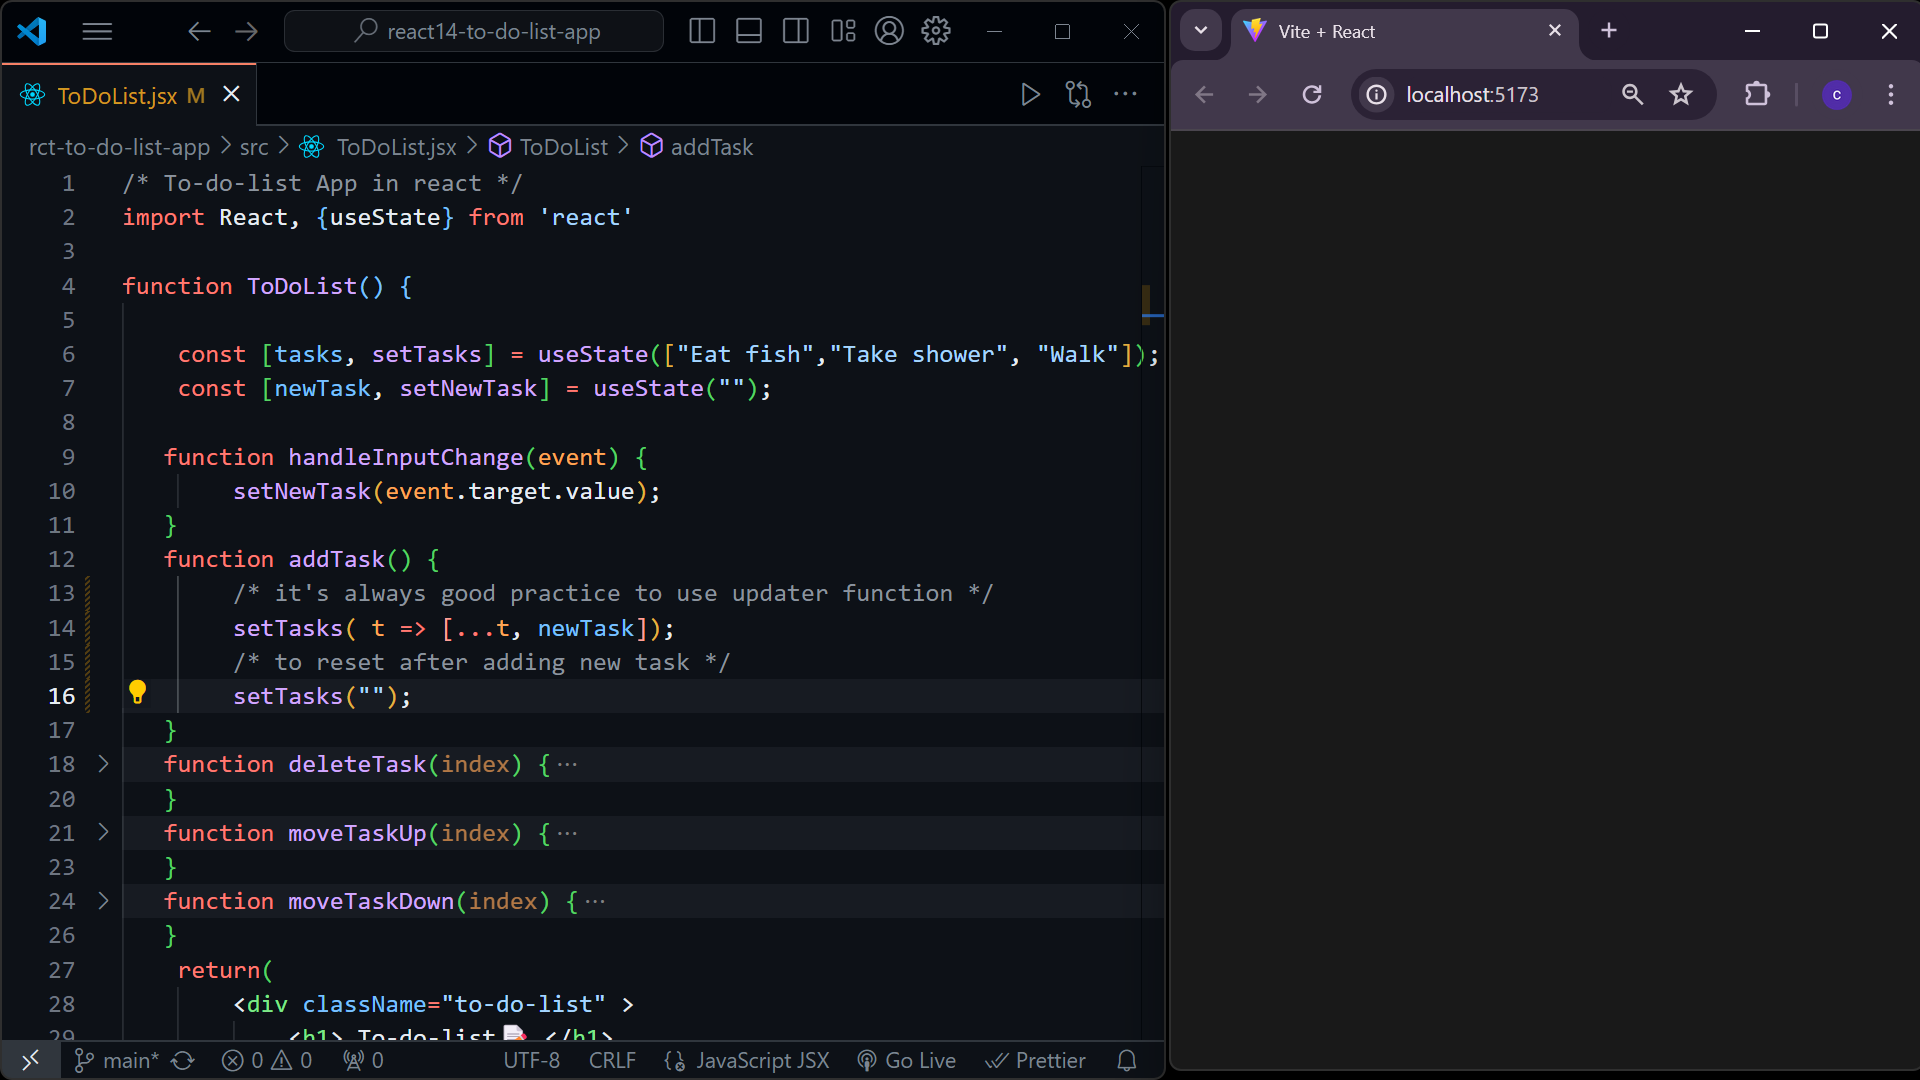 react14-to-do-list-app
ToDoList.jsx M
rct-to-do-list-app > src > ToDoList.jsx > ToDoList > addTask
1 /* To-do-list App in react */
2 import React, {useState} from 'react'
3
4 function ToDoList() {
5
6 const [tasks, setTasks] = useState(["Eat fish","Take shower", "Walk"]);
7 const [newTask, setNewTask] = useState("");
8
9 function handleInputChange(event) {
10 setNewTask(event.target.value);
11 }
12 function addTask() {
13 /* it's always good practice to use updater function */
14 setTasks( t => [...t, newTask]);
15 /* to reset after adding new task */
16 setTasks("");
17 }
18 function deleteTask(index) {···
20 }
21 function moveTaskUp(index) {···
23 }
24 function moveTaskDown(index) {···
26 }
27 return(
28 <div className="to-do-list" >
29 <h1> To-do-list📝 </h1>
main* 0 0 0 UTF-8 CRLF JavaScript JSX Go Live Prettier
Vite + React
localhost:5173
c